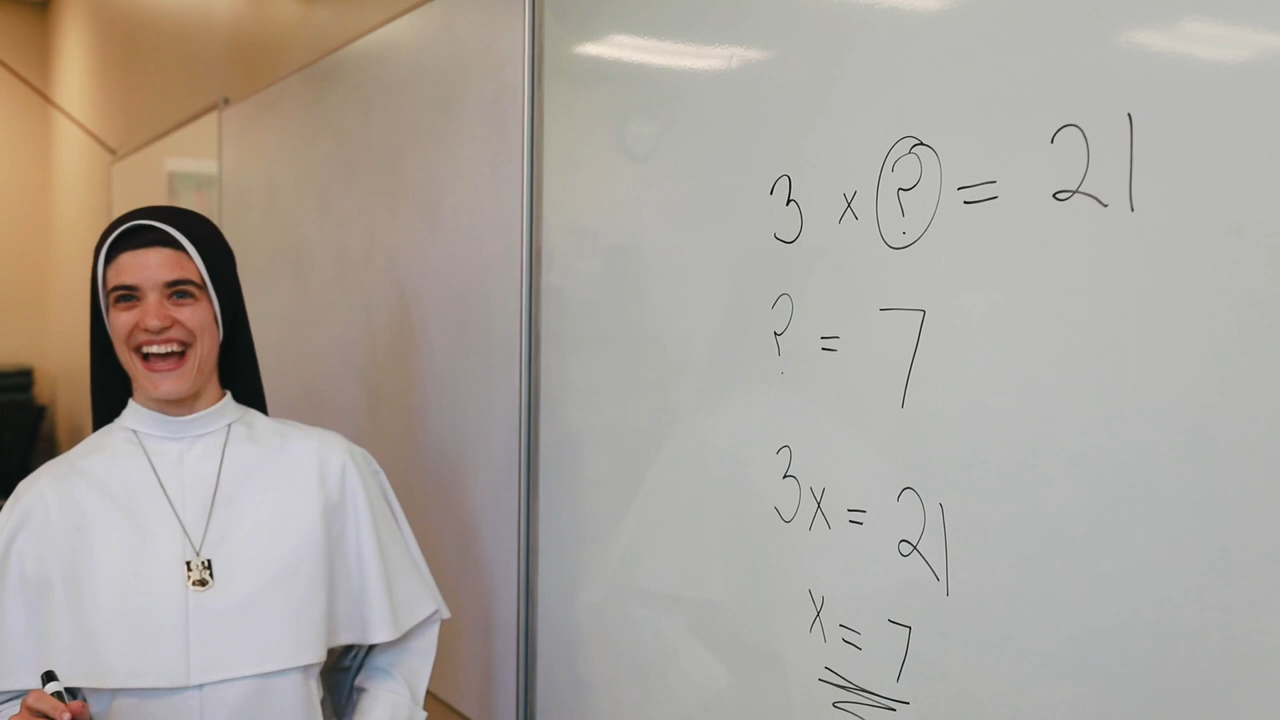 3 x ? = 21
? = 7
3x = 21
x = 7